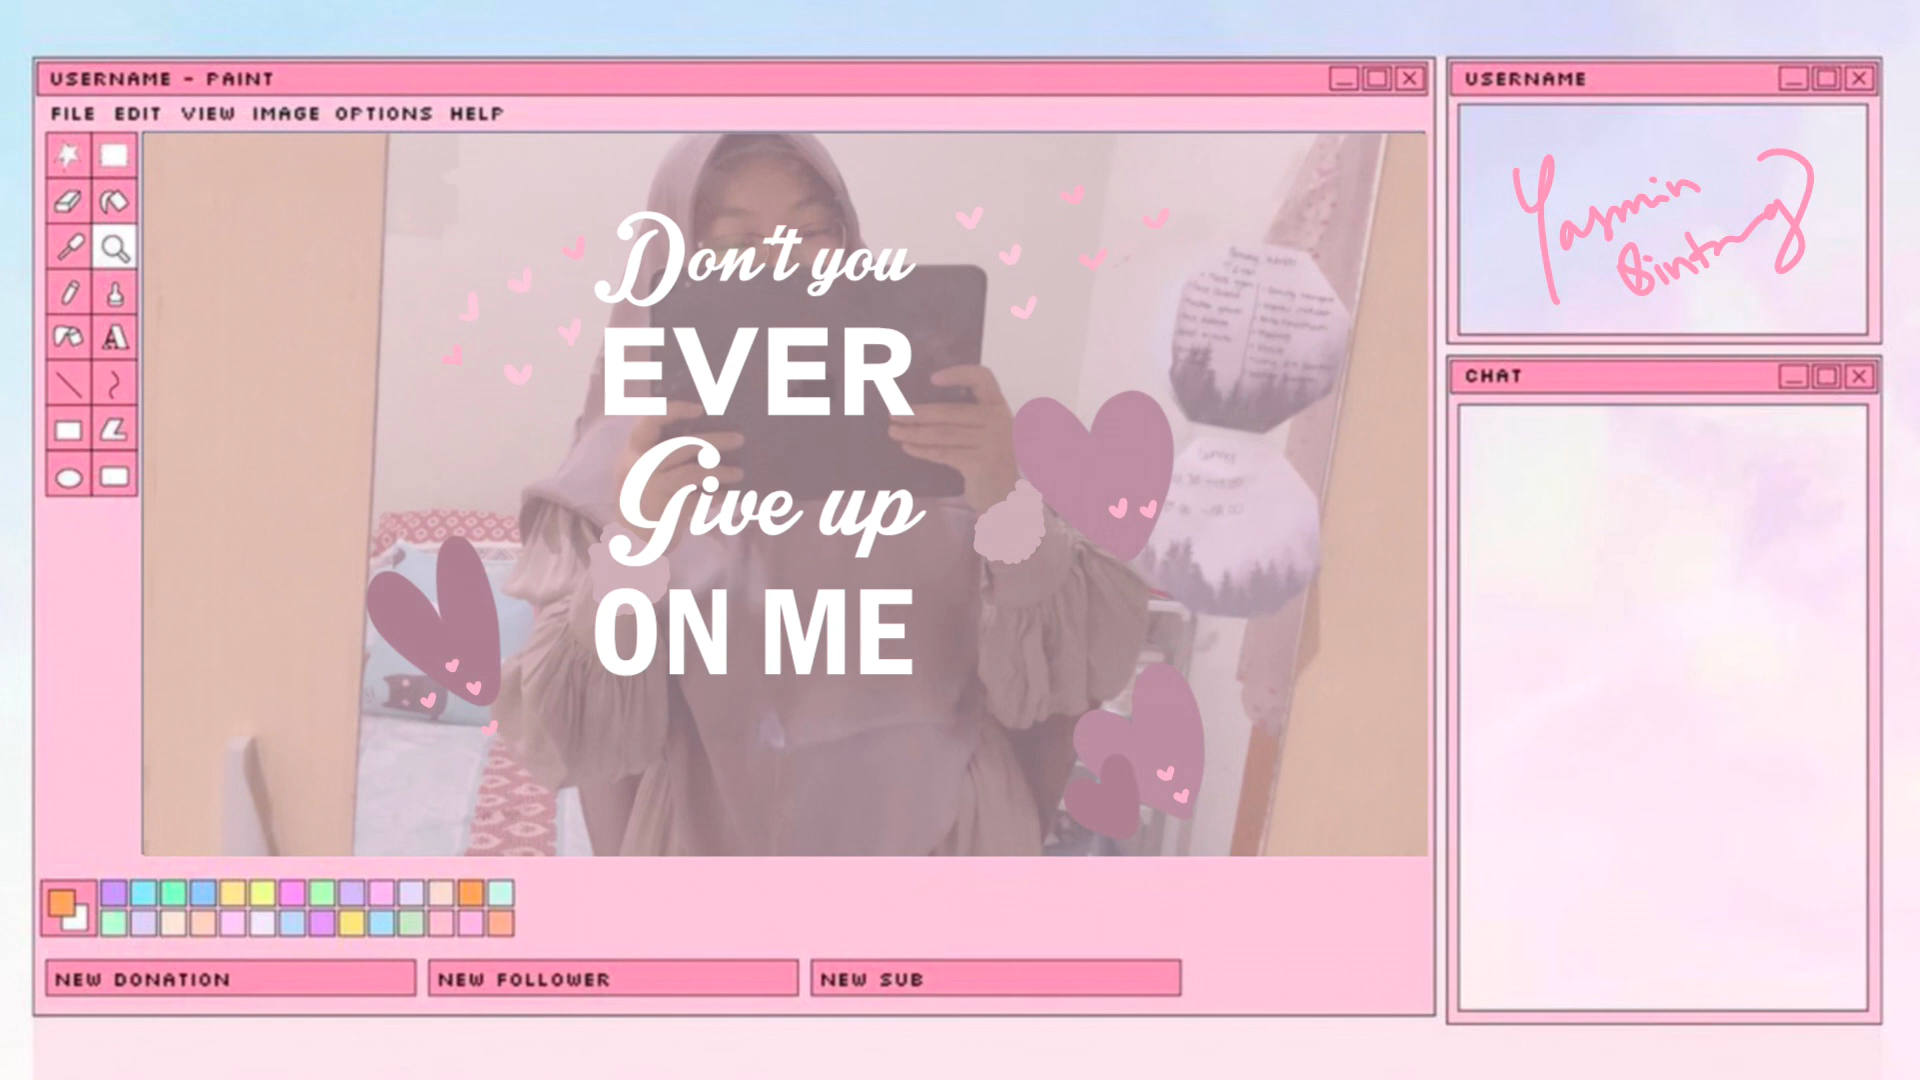 USERNAME - PAINT
FILE EDIT VIEW IMAGE OPTIONS HELP
A
Don't you
EVER
Give up
ON ME
NEW DONATION
NEW FOLLOWER
NEW SUB
USERNAME
Yasmin
Bintang
CHAT